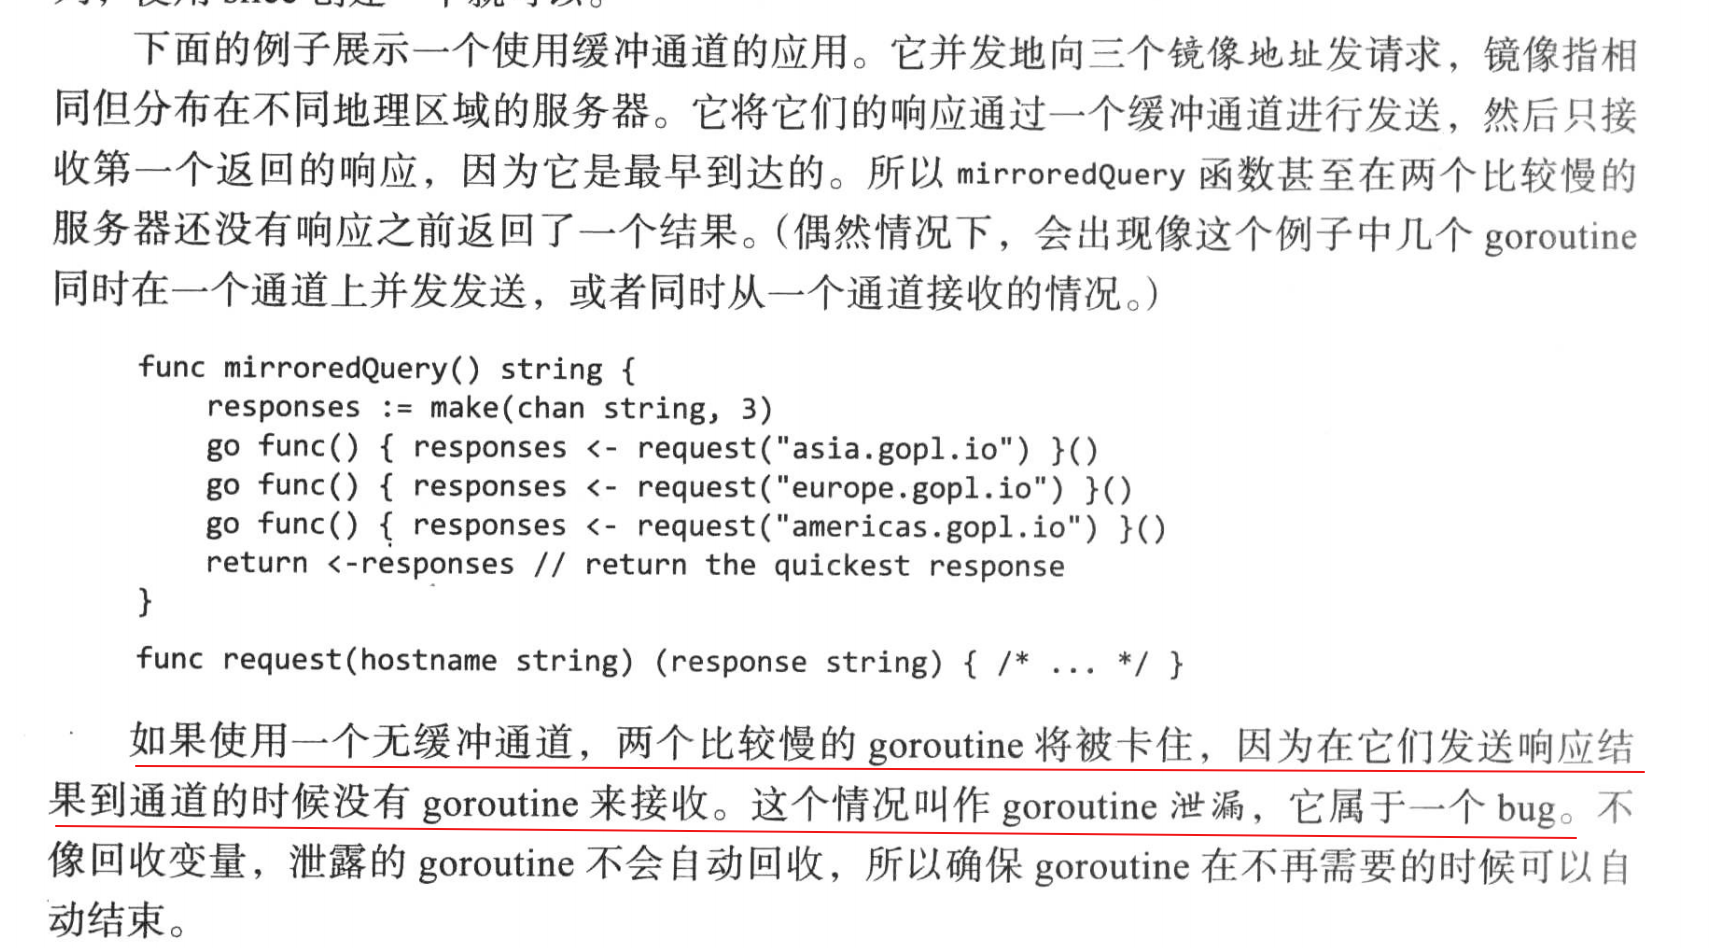 下面的例子展示一个使用缓冲通道的应用。它并发地向三个镜像地址发请求，镜像指相
同但分布在不同地理区域的服务器。它将它们的响应通过一个缓冲通道进行发送，然后只接
收第一个返回的响应，因为它是最早到达的。所以 mirroredQuery 函数甚至在两个比较慢的
服务器还没有响应之前返回了一个结果。（偶然情况下，会出现像这个例子中几个 goroutine
同时在一个通道上并发发送，或者同时从一个通道接收的情况。）
func mirroredQuery() string {
    responses := make(chan string, 3)
    go func() { responses <- request("asia.gopl.io") }()
    go func() { responses <- request("europe.gopl.io") }()
    go func() { responses <- request("americas.gopl.io") }()
    return <-responses // return the quickest response
}
func request(hostname string) (response string) { /* ... */ }
如果使用一个无缓冲通道，两个比较慢的 goroutine 将被卡住，因为在它们发送响应结
果到通道的时候没有 goroutine 来接收。这个情况叫作 goroutine 泄漏，它属于一个 bug。不
像回收变量，泄露的 goroutine 不会自动回收，所以确保 goroutine 在不再需要的时候可以自
动结束。